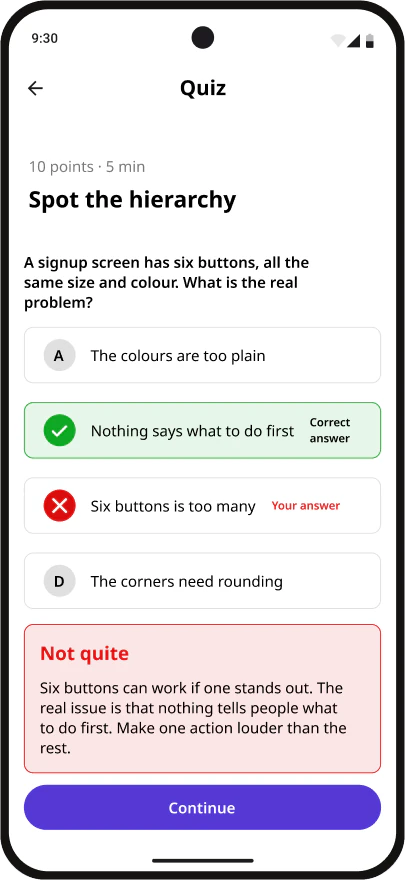 9:30
Quiz
10 points · 5 min
Spot the hierarchy
A signup screen has six buttons, all the
same size and colour. What is the real
problem?
A The colours are too plain
Nothing says what to do first Correct
answer
Six buttons is too many Your answer
D The corners need rounding
Not quite
Six buttons can work if one stands out. The
real issue is that nothing tells people what
to do first. Make one action louder than the
rest.
Continue